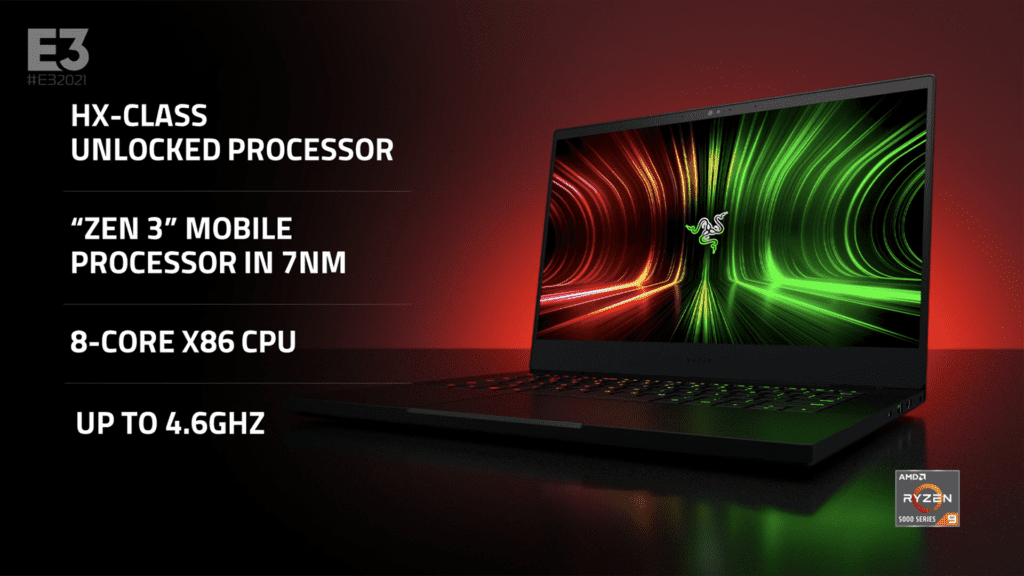 E3
#E32021
HX-CLASS
UNLOCKED PROCESSOR
“ZEN 3” MOBILE
PROCESSOR IN 7NM
8-CORE X86 CPU
UP TO 4.6GHZ
RAZER
AMD
RYZEN
5000 SERIES 9